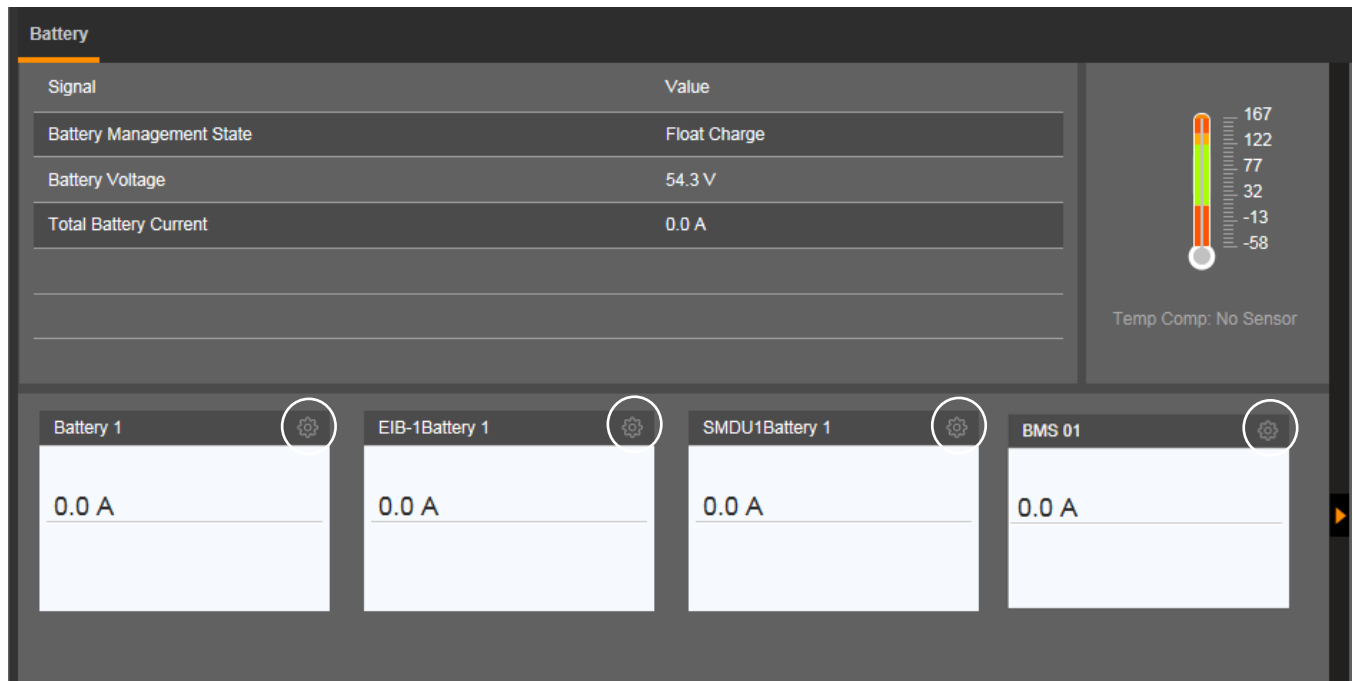 Battery
Signal Value
Battery Management State Float Charge
Battery Voltage 54.3 V
Total Battery Current 0.0 A
167
122
77
32
-13
-58
Temp Comp: No Sensor
Battery 1 EIB-1Battery 1 SMDU1Battery 1 BMS 01
0.0 A 0.0 A 0.0 A 0.0 A